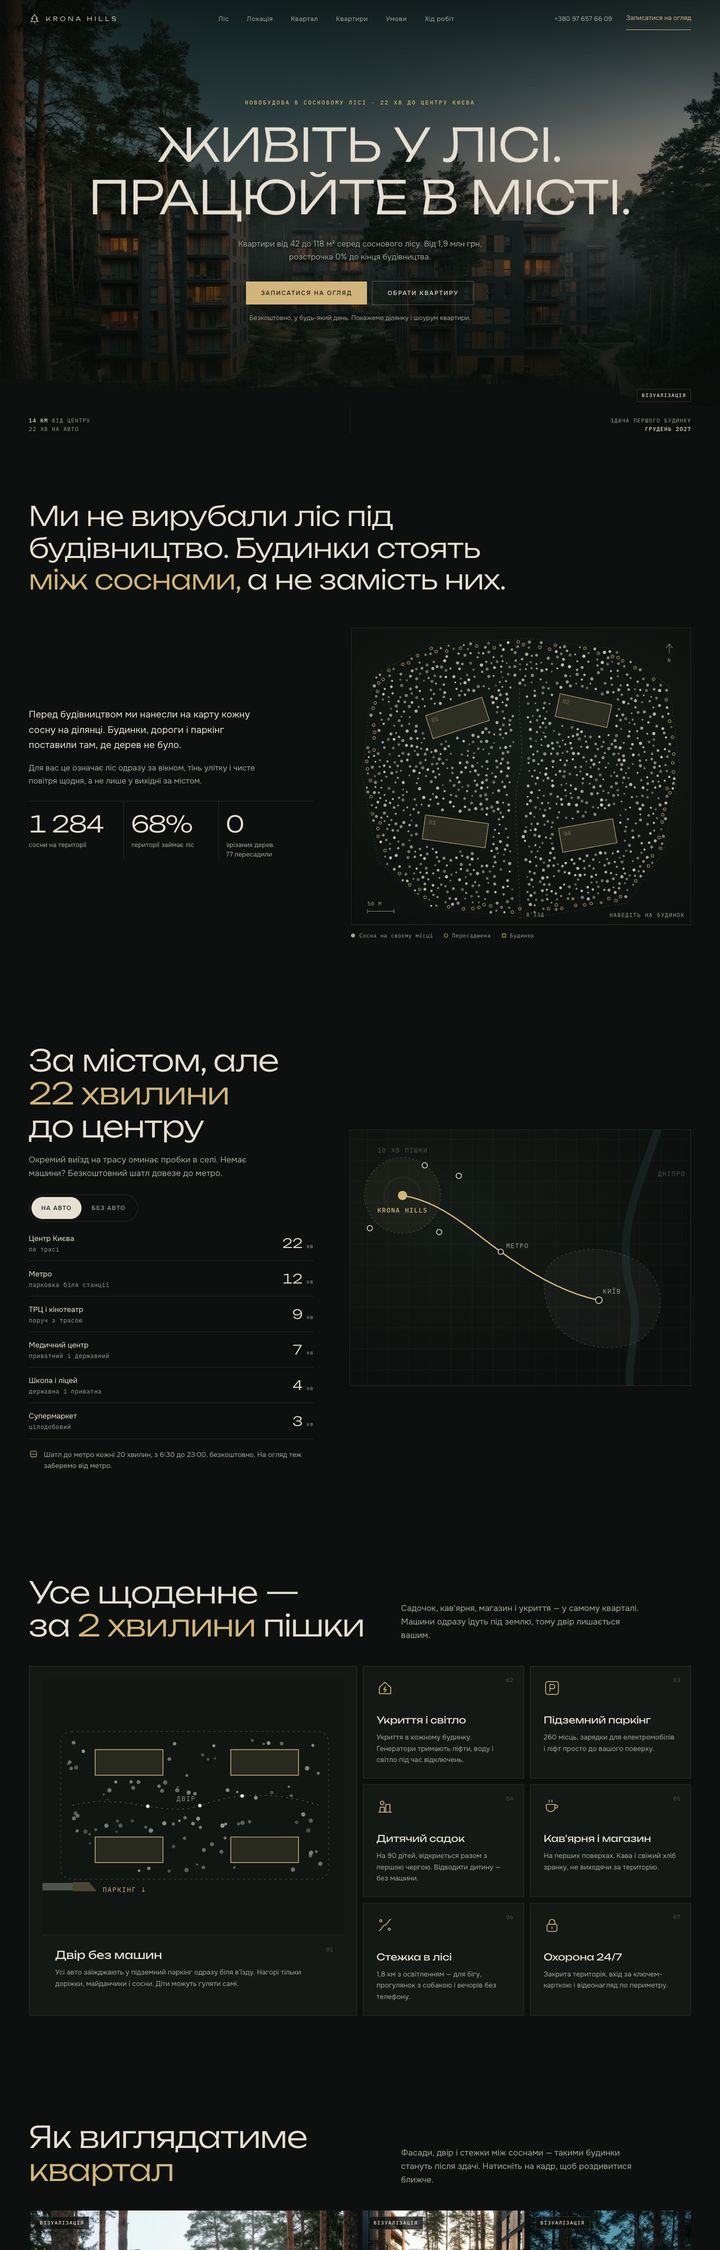 KRONA HILLS
Ліс
Локація
Квартал
Квартири
Умови
Хід робіт
+380 97 657 66 09
Записатися на огляд
НОВОБУДОВА В СОСНОВОМУ ЛІСІ · 22 ХВ ДО ЦЕНТРУ КИЄВА
ЖИВІТЬ У ЛІСІ.
ПРАЦЮЙТЕ В МІСТІ.
Квартири від 42 до 118 м² серед соснового лісу. Від 1,9 млн грн,
розстрочка 0% до кінця будівництва.
ЗАПИСАТИСЯ НА ОГЛЯД
ОБРАТИ КВАРТИРУ
Безкоштовно, у будь-який день. Покажемо ділянку і шоурум квартири.
ВІЗУАЛІЗАЦІЯ
14 КМ ВІД ЦЕНТРУ
22 ХВ НА АВТО
ЗДАЧА ПЕРШОГО БУДИНКУ
ГРУДЕНЬ 2027
Ми не вирубали ліс під
будівництво. Будинки стоять
між соснами, а не замість них.
Перед будівництвом ми нанесли на карту кожну
сосну на ділянці. Будинки, дороги і паркінг
поставили там, де дерев не було.
Для вас це означає ліс одразу за вікном, тінь улітку і чисте
повітря щодня, а не лише у вихідні за містом.
1 284
сосни на території
68%
території займає ліс
0
зрізаних дерев.
77 пересадили
N
01
02
03
04
50 М
В'ЇЗД
НАВЕДІТЬ НА БУДИНОК
Сосна на своєму місці
Пересаджена
Будинок
За містом, але
22 хвилини
до центру
Окремий виїзд на трасу оминає пробки в селі. Немає
машини? Безкоштовний шатл довезе до метро.
НА АВТО
БЕЗ АВТО
Центр Києва
по трасі
22 хв
Метро
парковка біля станції
12 хв
ТРЦ і кінотеатр
поруч з трасою
9 хв
Медичний центр
приватний і державний
7 хв
Школа і ліцей
державна і приватна
4 хв
Супермаркет
цілодобовий
3 хв
Шатл до метро кожні 20 хвилин, з 6:30 до 23:00, безкоштовно. На огляд теж
заберемо від метро.
10 ХВ ПІШКИ
KRONA HILLS
МЕТРО
КИЇВ
ДНІПРО
Усе щоденне —
за 2 хвилини пішки
Садочок, кав'ярня, магазин і укриття — у самому кварталі.
Машини одразу їдуть під землю, тому двір лишається
вашим.
ДВІР
ПАРКІНГ ↓
Двір без машин
01
Усі авто заїжджають у підземний паркінг одразу біля в'їзду. Нагорі тільки
доріжки, майданчики і сосни. Діти можуть гуляти самі.
02
Укриття і світло
Укриття в кожному будинку.
Генератори тримають ліфти, воду і
світло під час відключень.
03
Підземний паркінг
260 місць, зарядки для електромобілів
і ліфт просто до вашого поверху.
04
Дитячий садок
На 90 дітей, відкриється разом з
першою чергою. Відводити дитину —
без машини.
05
Кав'ярня і магазин
На перших поверхах. Кава і свіжий хліб
зранку, не виходячи за територію.
06
Стежка в лісі
1,8 км з освітленням — для бігу,
прогулянок з собакою і вечорів без
телефону.
07
Охорона 24/7
Закрита територія, вхід за ключем-
карткою і відеонагляд по периметру.
Як виглядатиме
квартал
Фасади, двір і стежки між соснами — такими будинки
стануть після здачі. Натисніть на кадр, щоб роздивитися
ближче.
ВІЗУАЛІЗАЦІЯ
ВІЗУАЛІЗАЦІЯ
ВІЗУАЛІЗАЦІЯ